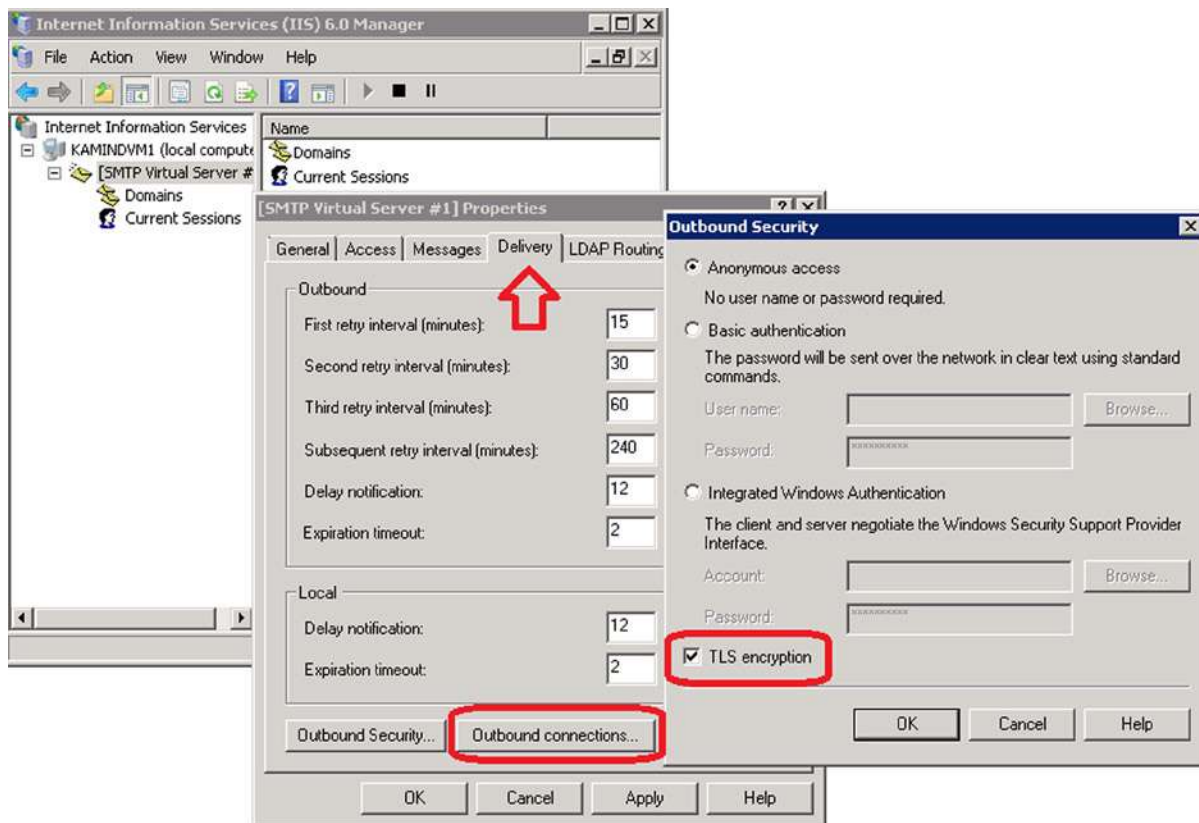 Internet Information Services (IIS) 6.0 Manager
File Action View Window Help
Internet Information Services
KAMINDVM1 (local compute
[SMTP Virtual Server #
Domains
Current Sessions
Name
Domains
Current Sessions
[SMTP Virtual Server #1] Properties
General Access Messages Delivery LDAP Routing
Outbound
First retry interval (minutes): 15
Second retry interval (minutes): 30
Third retry interval (minutes): 60
Subsequent retry interval (minutes): 240
Delay notification: 12
Expiration timeout: 2
Local
Delay notification: 12
Expiration timeout: 2
Outbound Security... Outbound connections...
OK Cancel Apply Help
Outbound Security
Anonymous access
No user name or password required.
Basic authentication
The password will be sent over the network in clear text using standard
commands.
User name: Browse...
Password: xxxxxxxxxx
Integrated Windows Authentication
The client and server negotiate the Windows Security Support Provider
Interface.
Account: Browse...
Password: xxxxxxxxxx
TLS encryption
OK Cancel Help